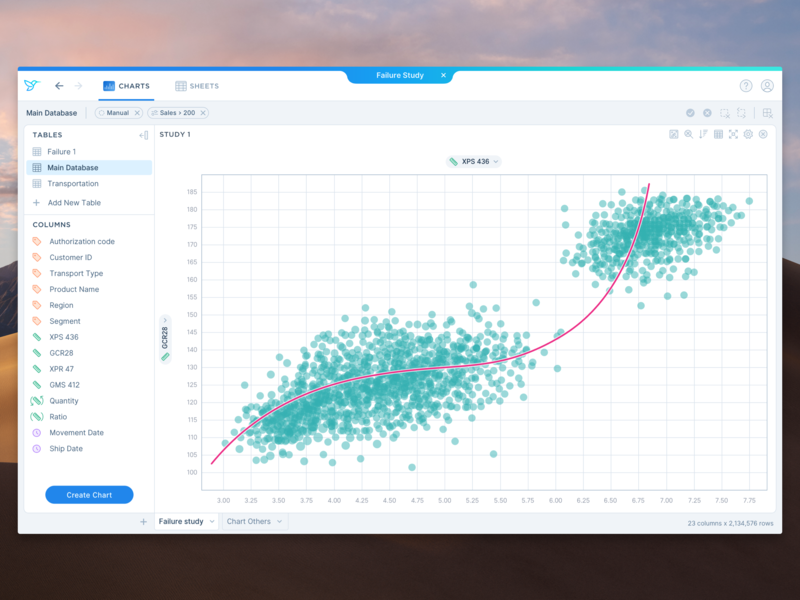 Failure Study
CHARTS
SHEETS
Main Database
Manual
Sales > 200
TABLES
Failure 1
Main Database
Transportation
Add New Table
COLUMNS
Authorization code
Customer ID
Transport Type
Product Name
Region
Segment
XPS 436
GCR28
XPR 47
GMS 412
Quantity
Ratio
Movement Date
Ship Date
Create Chart
STUDY 1
XPS 436
GCR28
185
180
175
170
165
160
155
150
145
140
135
130
125
120
115
110
105
100
3.00 3.25 3.50 3.75 4.00 4.25 4.50 4.75 5.00 5.25 5.50 5.75 6.00 6.25 6.50 6.75 7.00 7.25 7.50 7.75
Failure study
Chart Others
23 columns x 2,134,576 rows